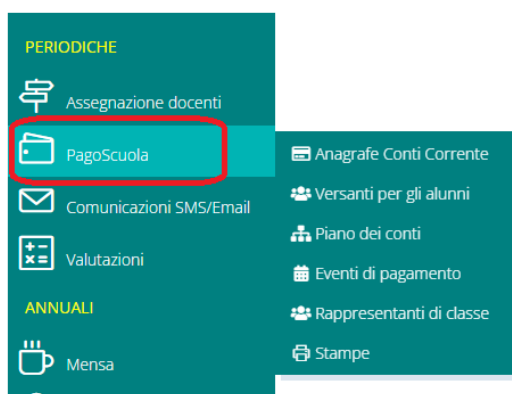 PERIODICHE
Assegnazione docenti
PagoScuola
Comunicazioni SMS/Email
Valutazioni
ANNUALI
Mensa
Anagrafe Conti Corrente
Versanti per gli alunni
Piano dei conti
Eventi di pagamento
Rappresentanti di classe
Stampe